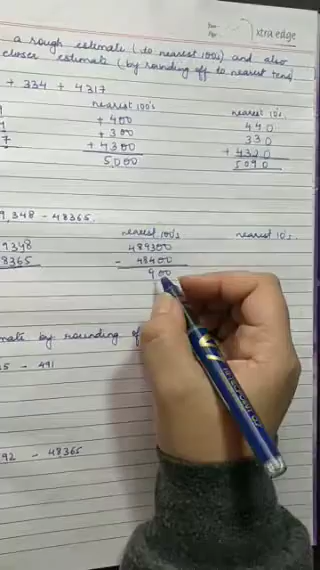 xtra edge
a rough estimate (to nearest 100s) and also
closer estimate (by rounding off to nearest tens)
+ 334 + 4317
nearest 100's nearest 10's.
+ 400 440
+ 300 330
7 + 4300 + 4320
5,000 5090
9,348 - 48365.
nearest 100's nearest 10's.
9348 489300
8365 - 48400
900
mate by rounding of
5 - 491
92 - 48365